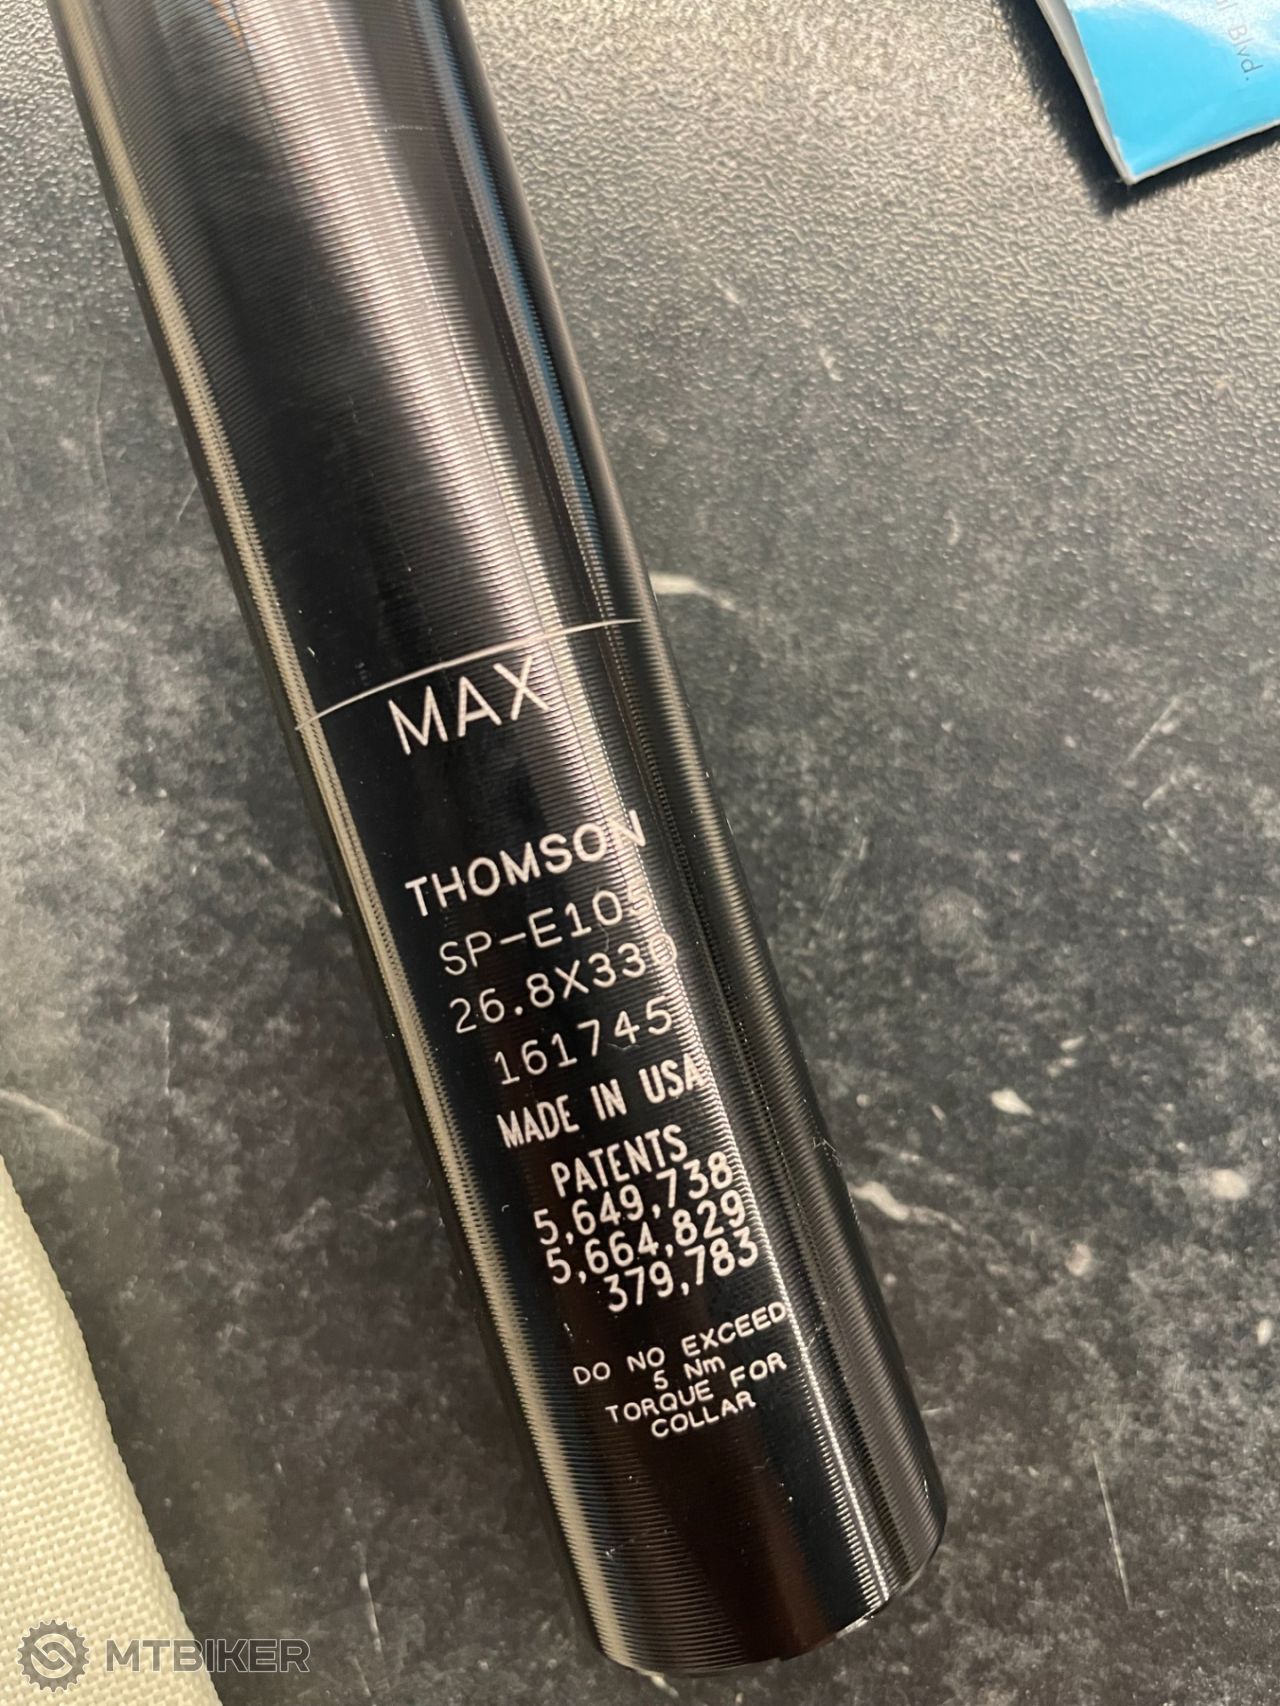 Blvd.
MAX
THOMSON
SP-E105
26.8X330
161745
MADE IN USA
PATENTS
5,649,738
5,664,829
379,783
DO NO EXCEED
5 Nm
TORQUE FOR
COLLAR
MTBIKER